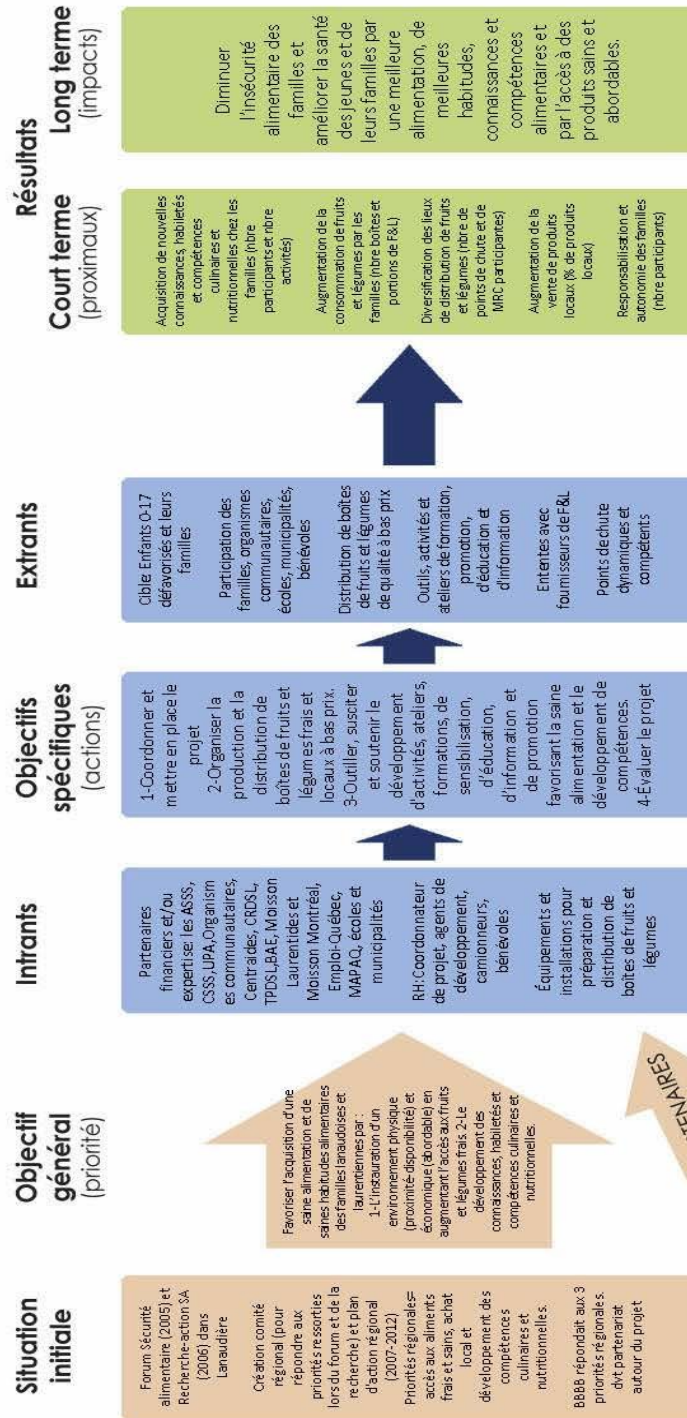 Situation
initiale
Forum Sécurité
alimentaire (2005) et
Recherche-action SA
(2006) dans
Lanaudière
Création comité
régional (pour
répondre aux
priorités ressorties
lors du forum et de la
recherche) et plan
d'action régional
(2007-2012)
Priorités régionales=
accès aux aliments
frais et sains, achat
local et
développement des
compétences
culinaires et
nutritionnelles.
BBBB répondait aux 3
priorités régionales.
dvt partenariat
autour du projet
Objectif
général
(priorité)
Favoriser l'acquisition d'une
saine alimentation et de
saines habitudes alimentaires
des familles lanaudoises et
laurentiennes par :
1-L'instauration d'un
environnement physique
(proximité-disponibilité) et
économique (abordable) en
augmentant l'accès aux fruits
et légumes frais. 2-Le
développement des
connaissances, habiletés et
compétences culinaires et
nutritionnelles.
TENAIRES
Intrants
Partenaires
financiers et/ou
expertise: les ASSS,
CSSS,UPA,Organism
es communautaires,
Centraides, CRDSL,
TPDSL,BAE, Moisson
Laurentides et
Moisson Montréal,
Emploi-Québec,
MAPAQ, écoles et
municipalités
RH:Coordonnateur
de projet, agents de
développement,
camionneurs,
bénévoles
Équipements et
installations pour
préparation et
distribution de
boîtes de fruits et
légumes
Objectifs
spécifiques
(actions)
1-Coordonner et
mettre en place le
projet
2-Organiser la
production et la
distribution de
boîtes de fruits et
légumes frais et
locaux à bas prix.
3-Outiller, susciter
et soutenir le
développement
d'activités, ateliers,
formations, de
sensibilisation,
d'éducation,
d'information et
de promotion
favorisant la saine
alimentation et le
développement de
compétences.
4-Évaluer le projet
Extrants
Cible: Enfants 0-17
défavorisés et leurs
familles
Participation des
familles, organismes
communautaires,
écoles, municipalités,
bénévoles
Distribution de boîtes
de fruits et légumes
de qualité à bas prix
Outils, activités et
ateliers de formation,
promotion,
d'éducation et
d'information
Ententes avec
fournisseurs de F&L
Points de chute
dynamiques et
compétents
Résultats
Court terme
(proximaux)
Acquisition de nouvelles
connaissances, habiletés
et compétences
culinaires et
nutritionnelles chez les
familles (nbre
participants et nbre
activités)
Augmentation de la
consommation de fruits
et légumes par les
familles (nbre boîtes et
portions de F&L)
Diversification des lieux
de distribution de fruits
et légumes (nbre de
points de chute et de
MRC participantes)
Augmentation de la
vente de produits
locaux (% de produits
locaux)
Responsabilisation et
autonomie des familles
(nbre participants)
Long terme
(impacts)
Diminuer
l'insécurité
alimentaire des
familles et
améliorer la santé
des jeunes et de
leurs familles par
une meilleure
alimentation, de
meilleures
habitudes,
connaissances et
compétences
alimentaires et
par l'accès à des
produits sains et
abordables.